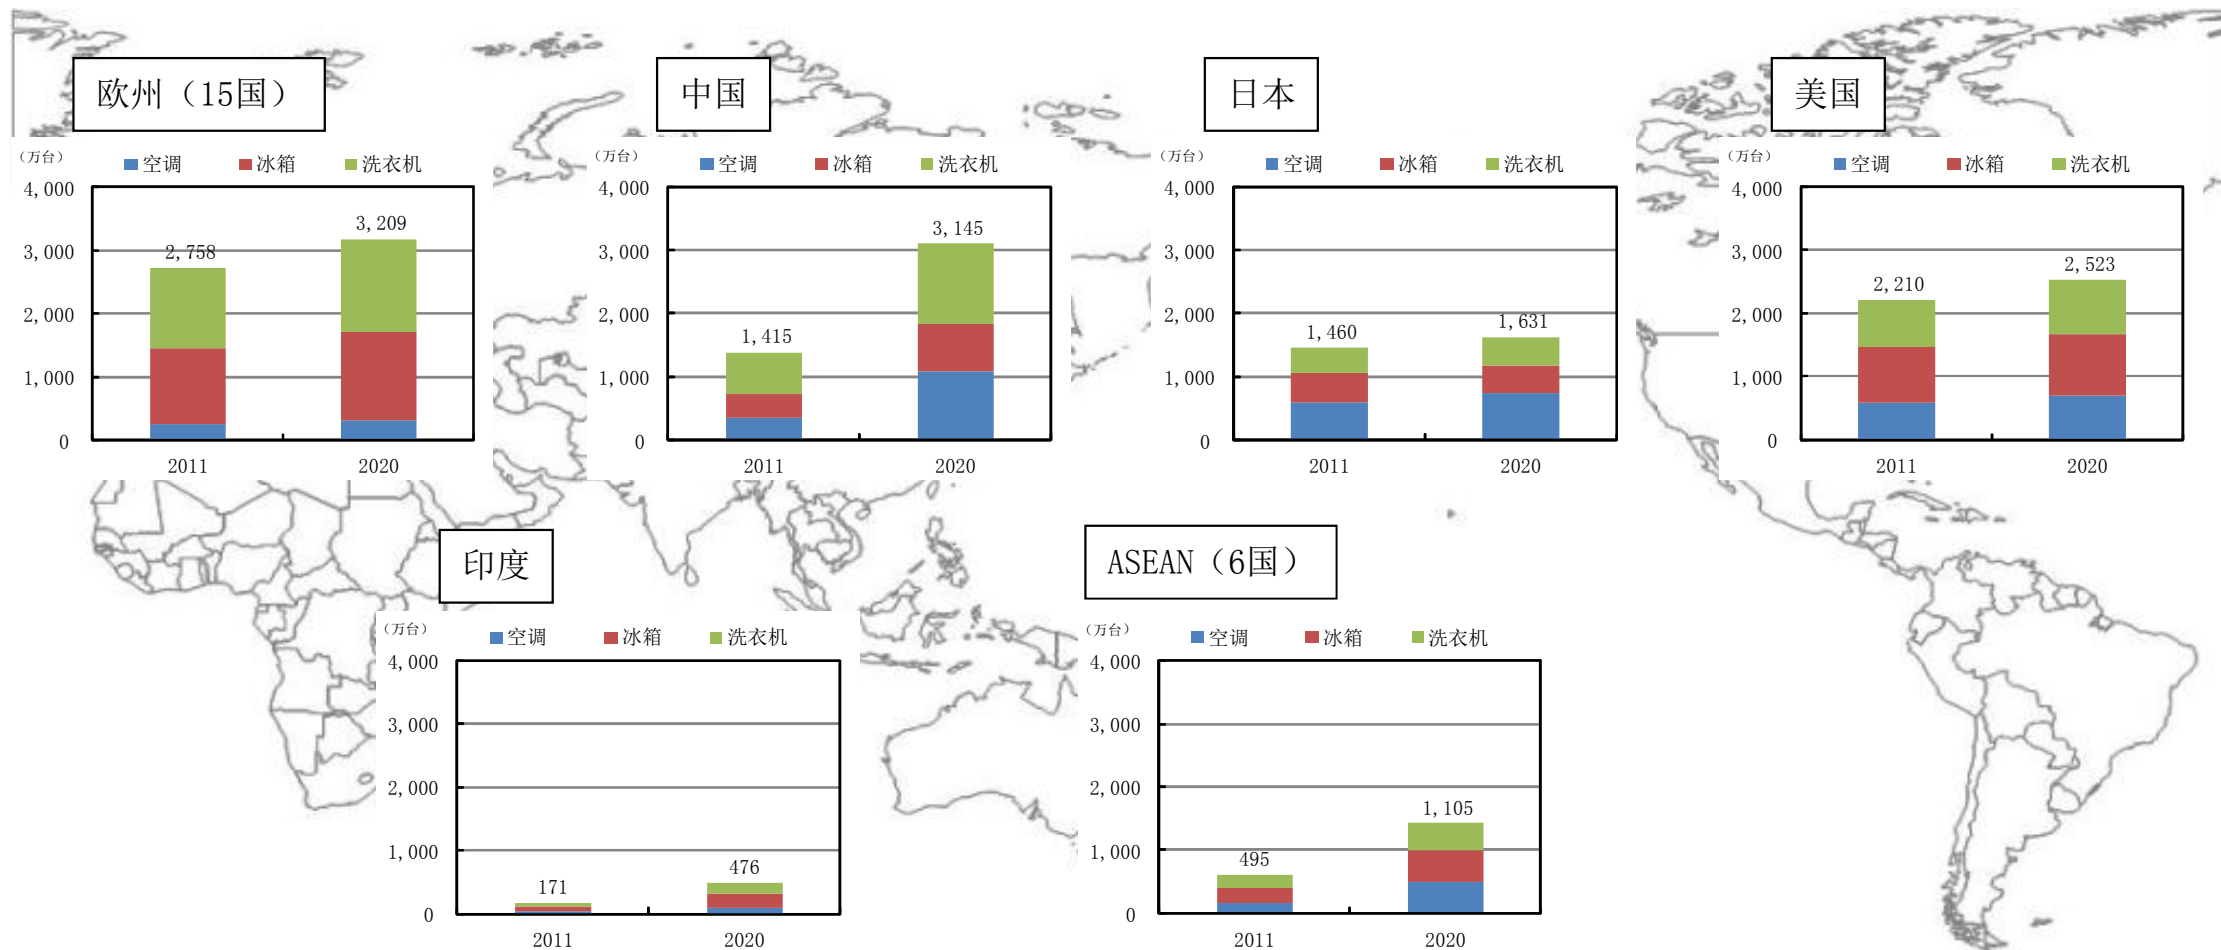 欧州（15国）
（万台）
空调 冰箱 洗衣机
4,000
3,000
2,000
1,000
0
2,758
3,209
2011 2020
中国
（万台）
空调 冰箱 洗衣机
4,000
3,000
2,000
1,000
0
1,415
3,145
2011 2020
日本
（万台）
空调 冰箱 洗衣机
4,000
3,000
2,000
1,000
0
1,460
1,631
2011 2020
美国
（万台）
空调 冰箱 洗衣机
4,000
3,000
2,000
1,000
0
2,210
2,523
2011 2020
印度
（万台）
空调 冰箱 洗衣机
4,000
3,000
2,000
1,000
0
171
476
2011 2020
ASEAN（6国）
（万台）
空调 冰箱 洗衣机
4,000
3,000
2,000
1,000
0
495
1,105
2011 2020